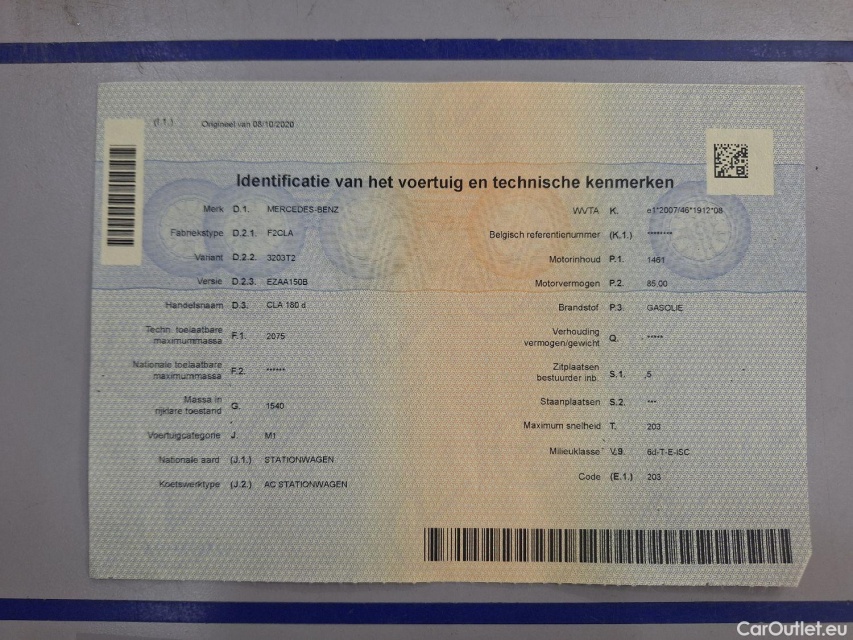 (I.1.) Origineel van 08/10/2020
Identificatie van het voertuig en technische kenmerken
Merk D.1. MERCEDES-BENZ
Fabriekstype D.2.1. F2CLA
Variant D.2.2. 3203T2
Versie D.2.3. EZAA150B
Handelsnaam D.3. CLA 180 d
Techn. toelaatbare
maximummassa F.1. 2075
Nationale toelaatbare
maximummassa F.2. ******
Massa in
rijklare toestand G. 1540
Voertuigcategorie J. M1
Nationale aard (J.1.) STATIONWAGEN
Koetswerktype (J.2.) AC STATIONWAGEN
WVTA K. e1*2007/46*1912*08
Belgisch referentienummer (K.1.) ********
Motorinhoud P.1. 1461
Motorvermogen P.2. 85,00
Brandstof P.3. GASOLIE
Verhouding
vermogen/gewicht Q. *****
Zitplaatsen
bestuurder inb. S.1. 5
Staanplaatsen S.2. ***
Maximum snelheid T. 203
Milieuklasse V.9. 6d-T-E-ISC
Code (E.1.) 203
CarOutlet.eu